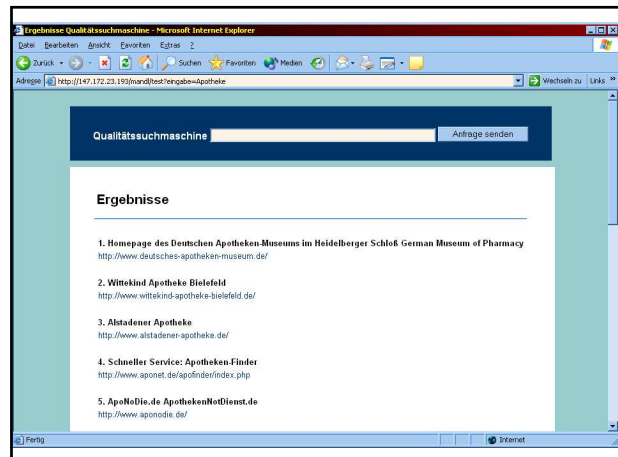 Ergebnisse Qualitätssuchmaschine - Microsoft Internet Explorer
Datei Bearbeiten Ansicht Favoriten Extras ?
Zurück Suchen Favoriten Medien
Adresse http://147.172.23.193/mandl/test?eingabe=Apotheke Wechseln zu Links »
Qualitätssuchmaschine Anfrage senden
Ergebnisse
1. Homepage des Deutschen Apotheken-Museums im Heidelberger Schloß German Museum of Pharmacy
http://www.deutsches-apotheken-museum.de/
2. Wittekind Apotheke Bielefeld
http://www.wittekind-apotheke-bielefeld.de/
3. Alstadener Apotheke
http://www.alstadener-apotheke.de/
4. Schneller Service: Apotheken-Finder
http://www.aponet.de/apofinder/index.php
5. ApoNoDie.de ApothekenNotDienst.de
http://www.aponodie.de/
Fertig Internet